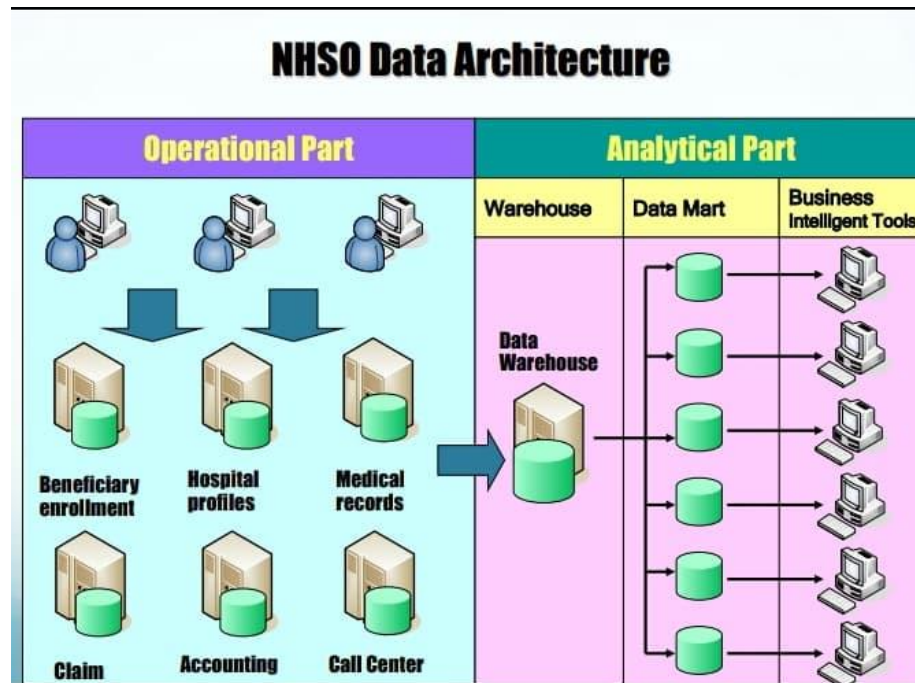 NHSO Data Architecture
Operational Part
Analytical Part
Warehouse
Data Mart
Business
Intelligent Tools
Data
Warehouse
Beneficiary
enrollment
Hospital
profiles
Medical
records
Claim
Accounting
Call Center